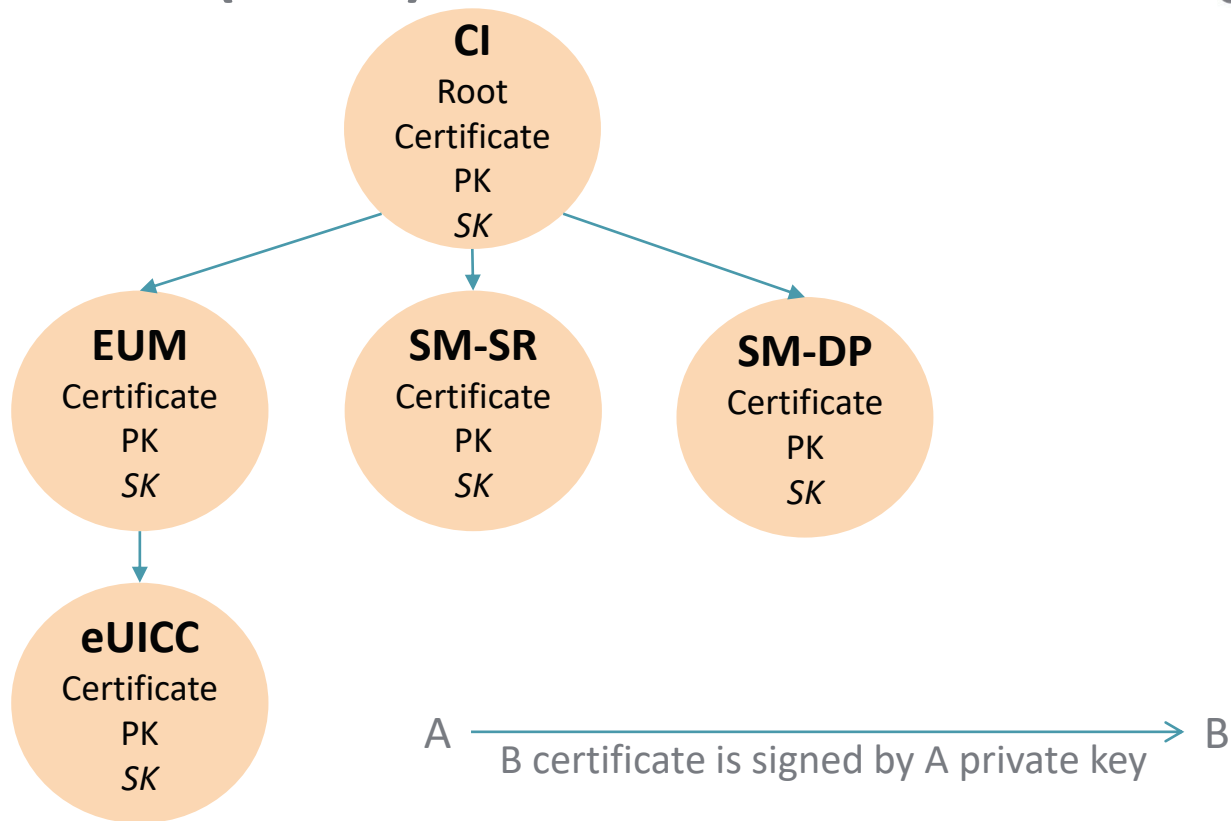 CI
Root
Certificate
PK
SK
EUM
Certificate
PK
SK
SM-SR
Certificate
PK
SK
SM-DP
Certificate
PK
SK
eUICC
Certificate
PK
SK
A
B
B certificate is signed by A private key